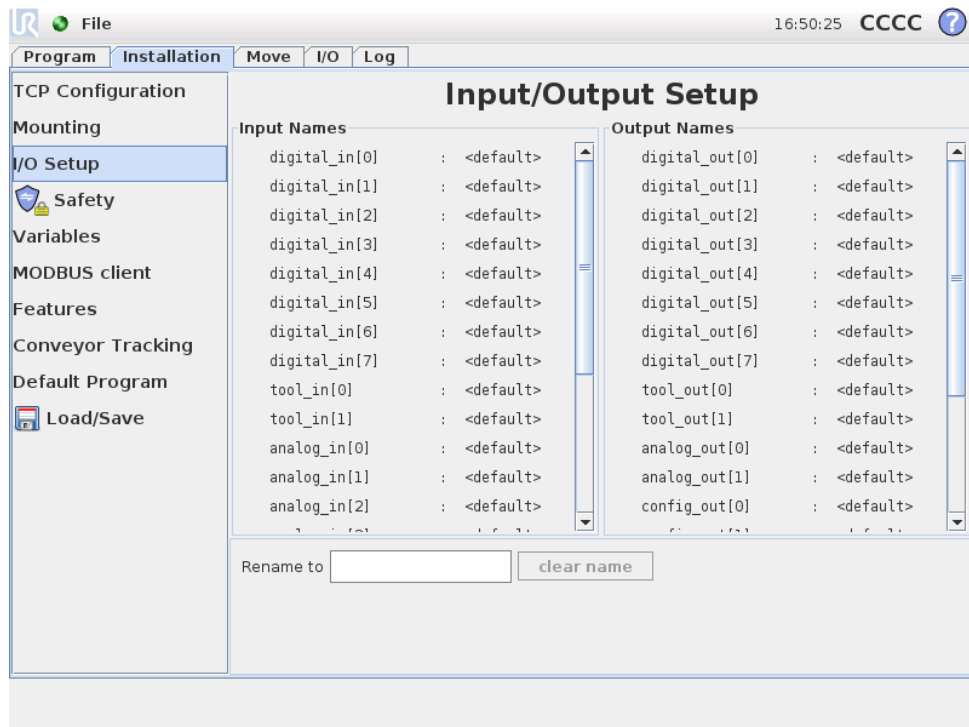 UR File 16:50:25 CCCC ?
Program Installation Move I/O Log
TCP Configuration
Mounting
I/O Setup
Safety
Variables
MODBUS client
Features
Conveyor Tracking
Default Program
Load/Save
Input/Output Setup
Input Names
digital_in[0] : <default>
digital_in[1] : <default>
digital_in[2] : <default>
digital_in[3] : <default>
digital_in[4] : <default>
digital_in[5] : <default>
digital_in[6] : <default>
digital_in[7] : <default>
tool_in[0] : <default>
tool_in[1] : <default>
analog_in[0] : <default>
analog_in[1] : <default>
analog_in[2] : <default>
Output Names
digital_out[0] : <default>
digital_out[1] : <default>
digital_out[2] : <default>
digital_out[3] : <default>
digital_out[4] : <default>
digital_out[5] : <default>
digital_out[6] : <default>
digital_out[7] : <default>
tool_out[0] : <default>
tool_out[1] : <default>
analog_out[0] : <default>
analog_out[1] : <default>
config_out[0] : <default>
Rename to clear name